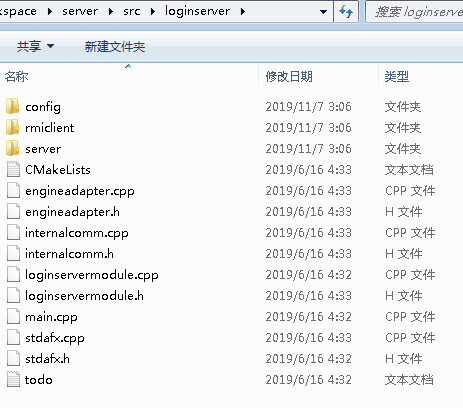 kspace ▸ server ▸ src ▸ loginserver ▸ 搜索 loginserve
共享 新建文件夹
名称 修改日期 类型
config 2019/11/7 3:06 文件夹
rmiclient 2019/11/7 3:06 文件夹
server 2019/11/7 3:06 文件夹
CMakeLists 2019/6/16 4:33 文本文档
engineadapter.cpp 2019/6/16 4:33 CPP 文件
engineadapter.h 2019/6/16 4:33 H 文件
internalcomm.cpp 2019/6/16 4:33 CPP 文件
internalcomm.h 2019/6/16 4:33 H 文件
loginservermodule.cpp 2019/6/16 4:32 CPP 文件
loginservermodule.h 2019/6/16 4:33 H 文件
main.cpp 2019/6/16 4:32 CPP 文件
stdafx.cpp 2019/6/16 4:33 CPP 文件
stdafx.h 2019/6/16 4:32 H 文件
todo 2019/6/16 4:32 文本文档